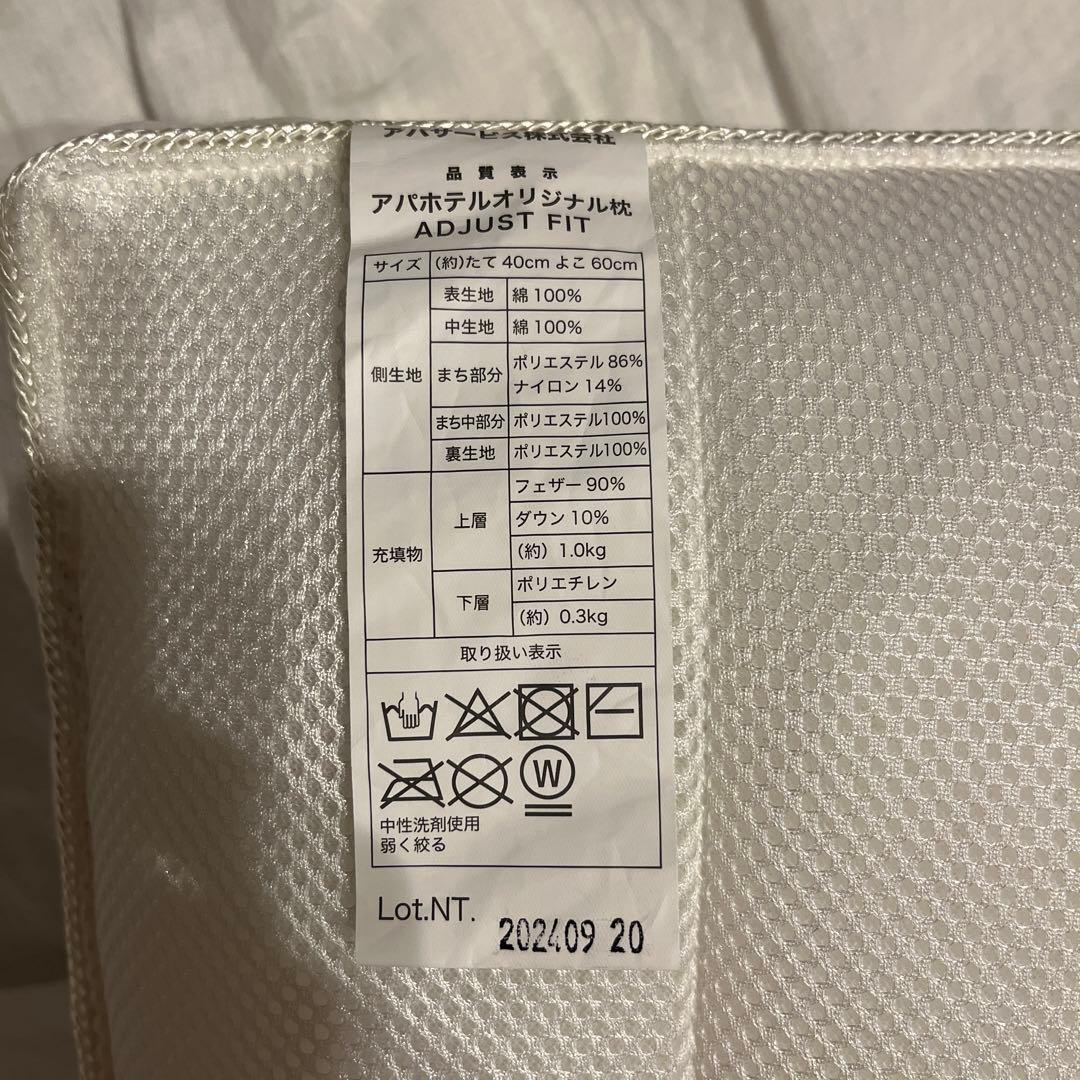 アパサービス株式会社
品質表示
アパホテルオリジナル枕
ADJUST FIT
サイズ (約)たて 40cm よこ 60cm
側生地 表生地 綿 100%
中生地 綿 100%
まち部分 ポリエステル 86%
ナイロン 14%
まち中部分 ポリエステル100%
裏生地 ポリエステル100%
充填物 上層 フェザー 90%
ダウン 10%
(約) 1.0kg
下層 ポリエチレン
(約) 0.3kg
取り扱い表示
W
中性洗剤使用
弱く絞る
Lot.NT.
202409 20